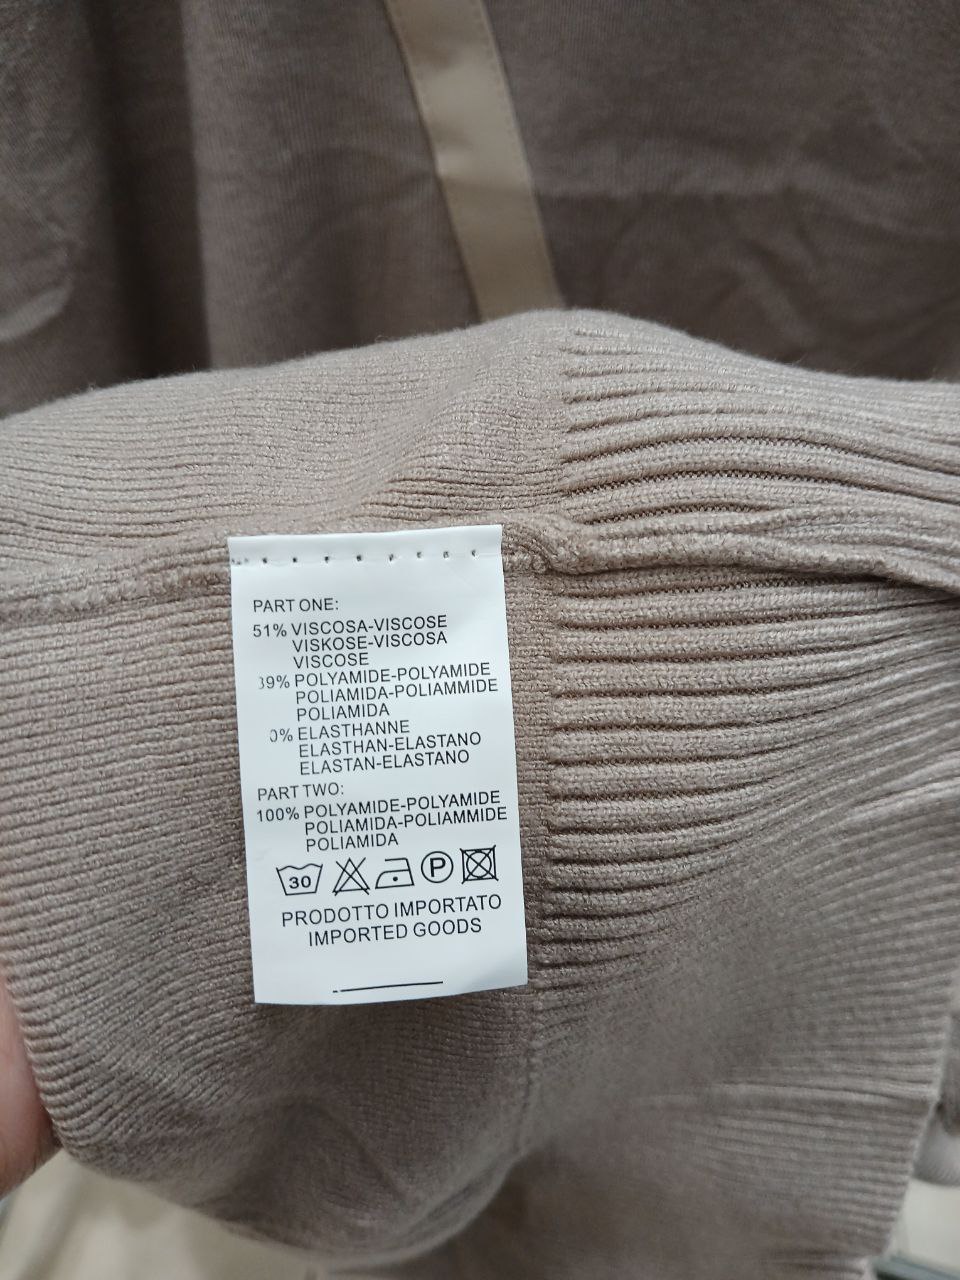 PART ONE:
51% VISCOSA-VISCOSE
VISKOSE-VISCOSA
VISCOSE
39% POLYAMIDE-POLYAMIDE
POLIAMIDA-POLIAMMIDE
POLIAMIDA
0% ELASTHANNE
ELASTHAN-ELASTANO
ELASTAN-ELASTANO
PART TWO:
100% POLYAMIDE-POLYAMIDE
POLIAMIDA-POLIAMMIDE
POLIAMIDA
30 P
PRODOTTO IMPORTATO
IMPORTED GOODS